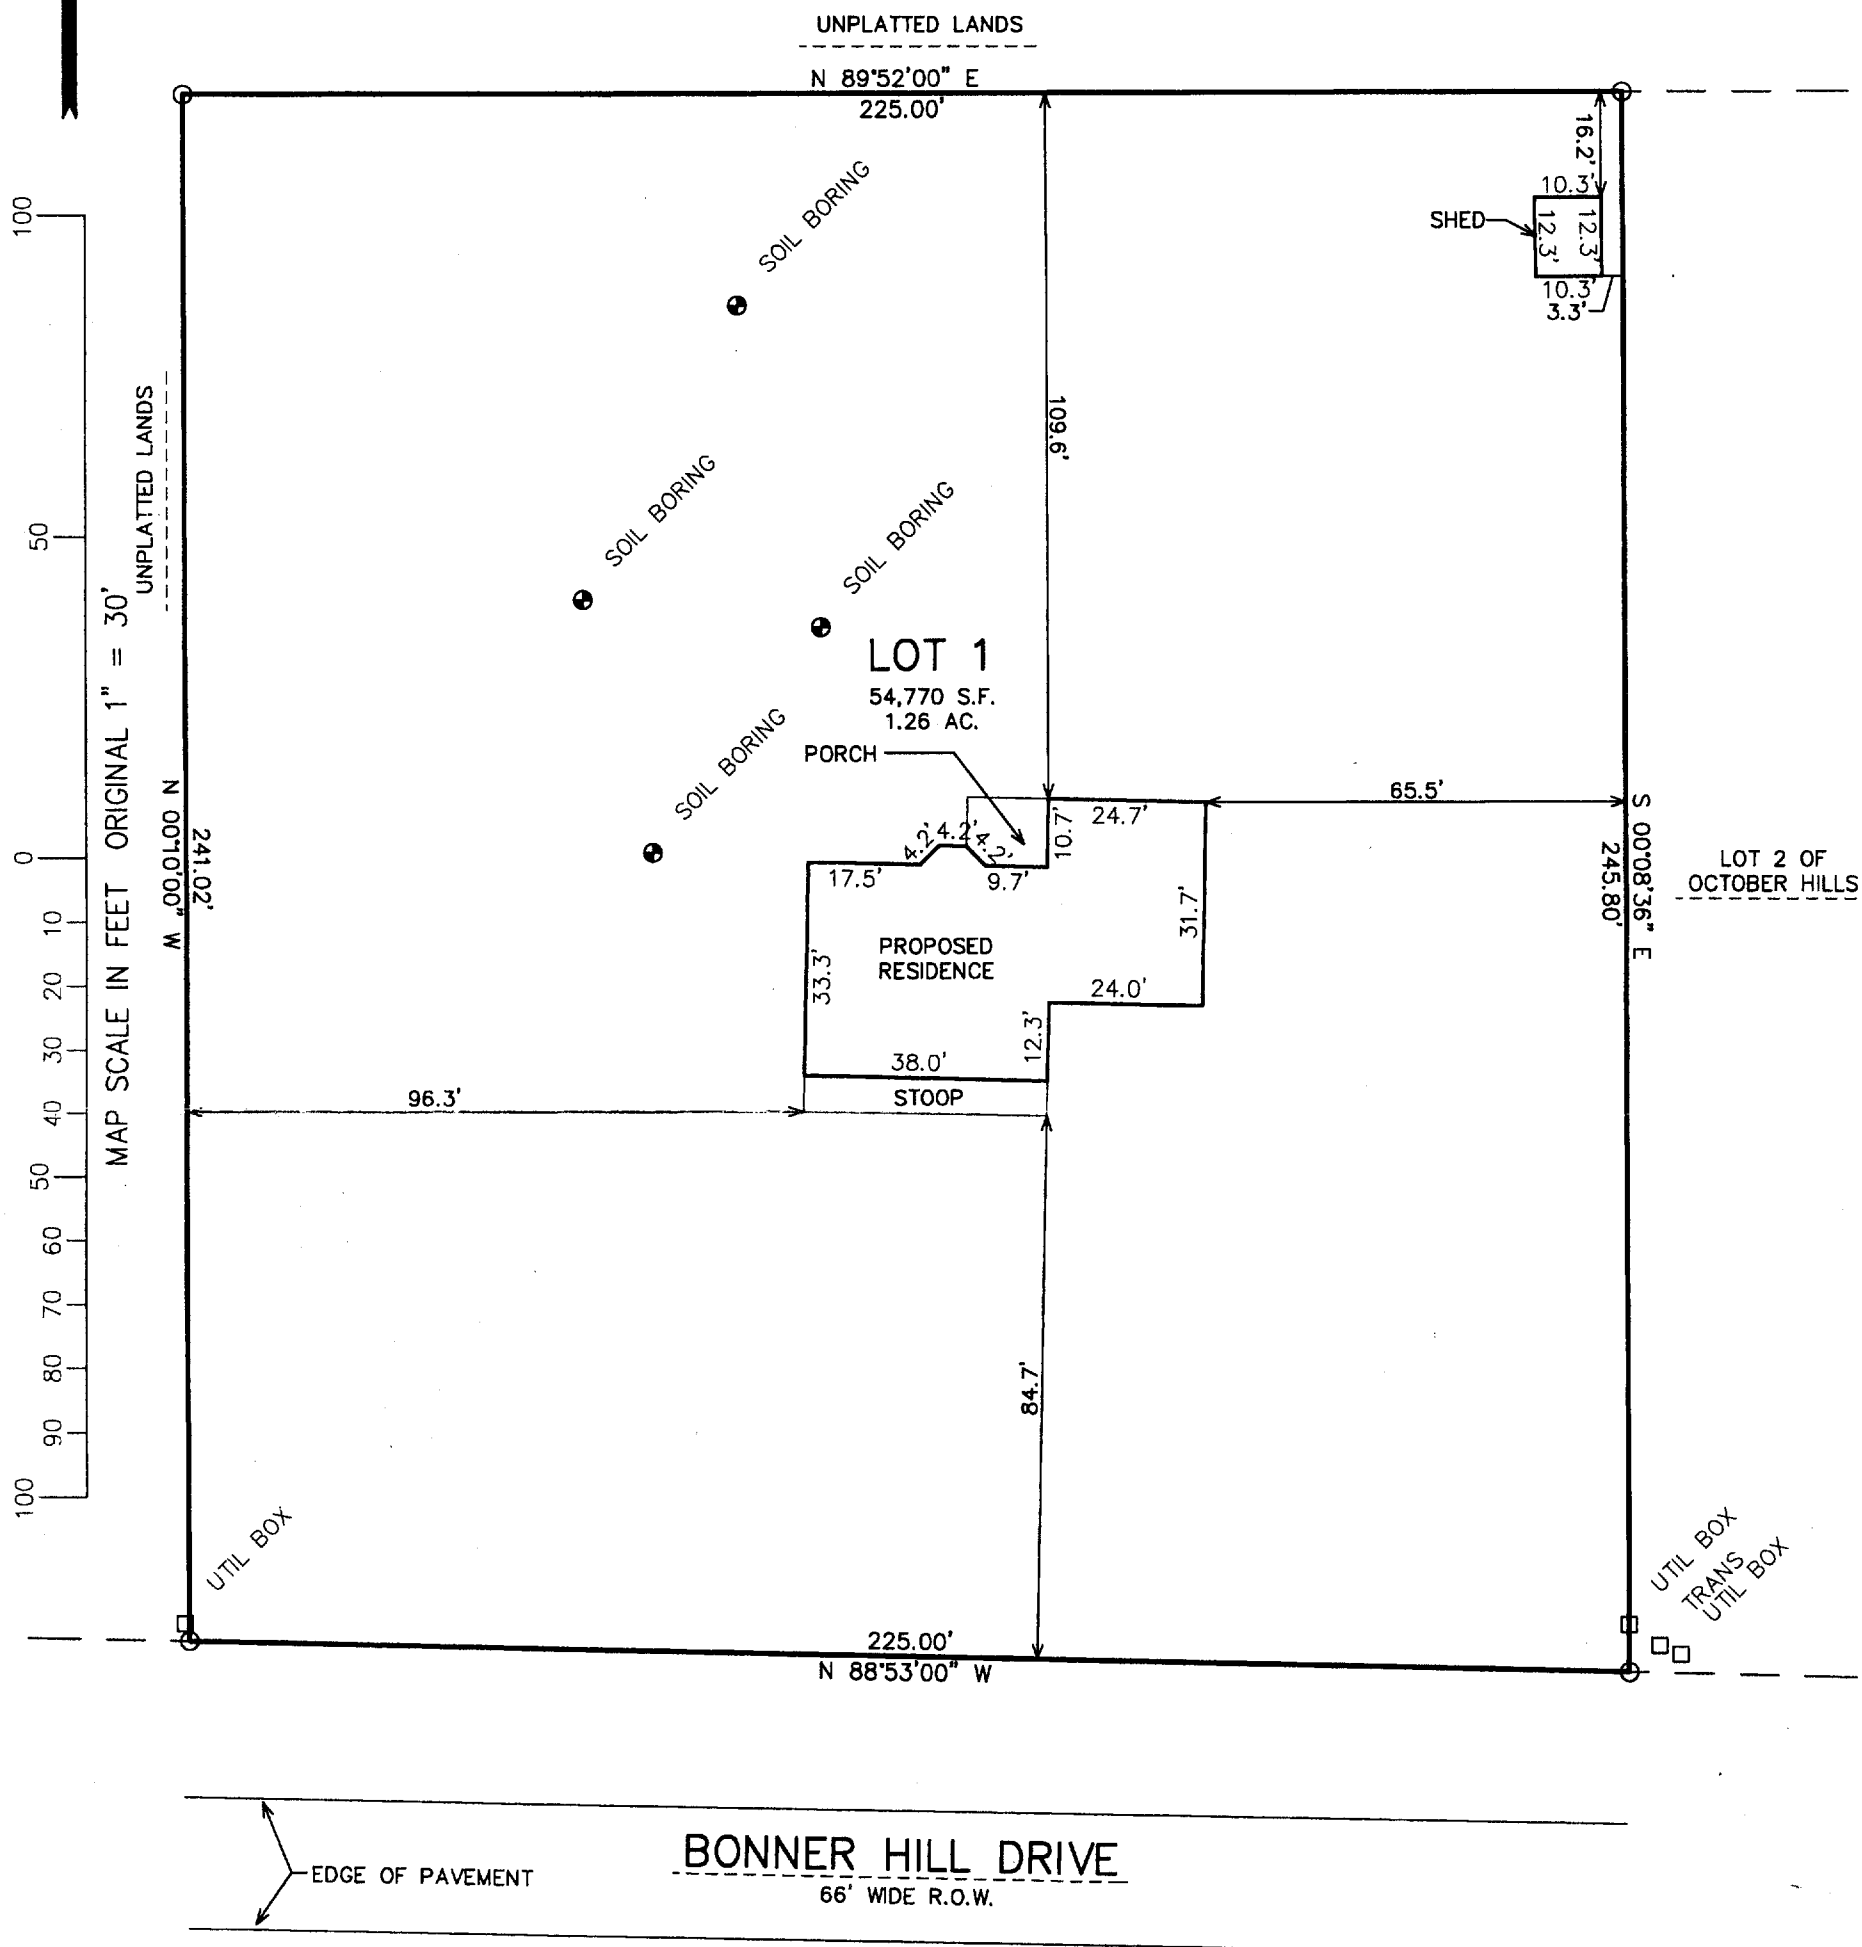 UNPLATTED LANDS
N 89°52'00" E
225.00'
16.2'
10.3'
SHED
12.3'
12.3'
10.3'
3.3'
SOIL BORING
109.6'
100
50
0
10
20
30
40
50
60
70
80
90
100
MAP SCALE IN FEET ORIGINAL 1" = 30'
UNPLATTED LANDS
N 00°10'00" W
241.02'
SOIL BORING
SOIL BORING
SOIL BORING
LOT 1
54,770 S.F.
1.26 AC.
PORCH
65.5'
24.7'
10.7'
4.2'
4.2'
4.2'
17.5'
9.7'
31.7'
S 00°08'36" E
245.80'
LOT 2 OF
OCTOBER HILLS
PROPOSED
RESIDENCE
33.3'
24.0'
12.3'
38.0'
STOOP
96.3'
84.7'
UTIL BOX
UTIL BOX
TRANS
UTIL BOX
225.00'
N 88°53'00" W
EDGE OF PAVEMENT
BONNER HILL DRIVE
66' WIDE R.O.W.